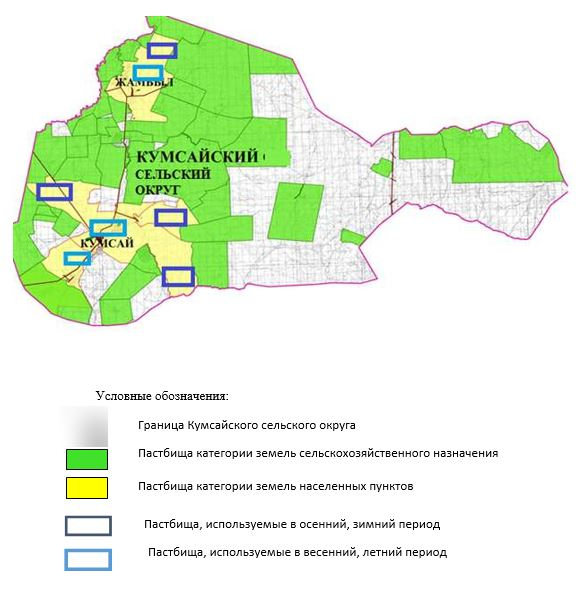 ЖАМБЫЛ
КУМСАЙСКИЙ
СЕЛЬСКИЙ
ОКРУГ
КУМСАЙ
Условные обозначения:
Граница Кумсайского сельского округа
Пастбища категории земель сельскохозяйственного назначения
Пастбища категории земель населенных пунктов
Пастбища, используемые в осенний, зимний период
Пастбища, используемые в весенний, летний период